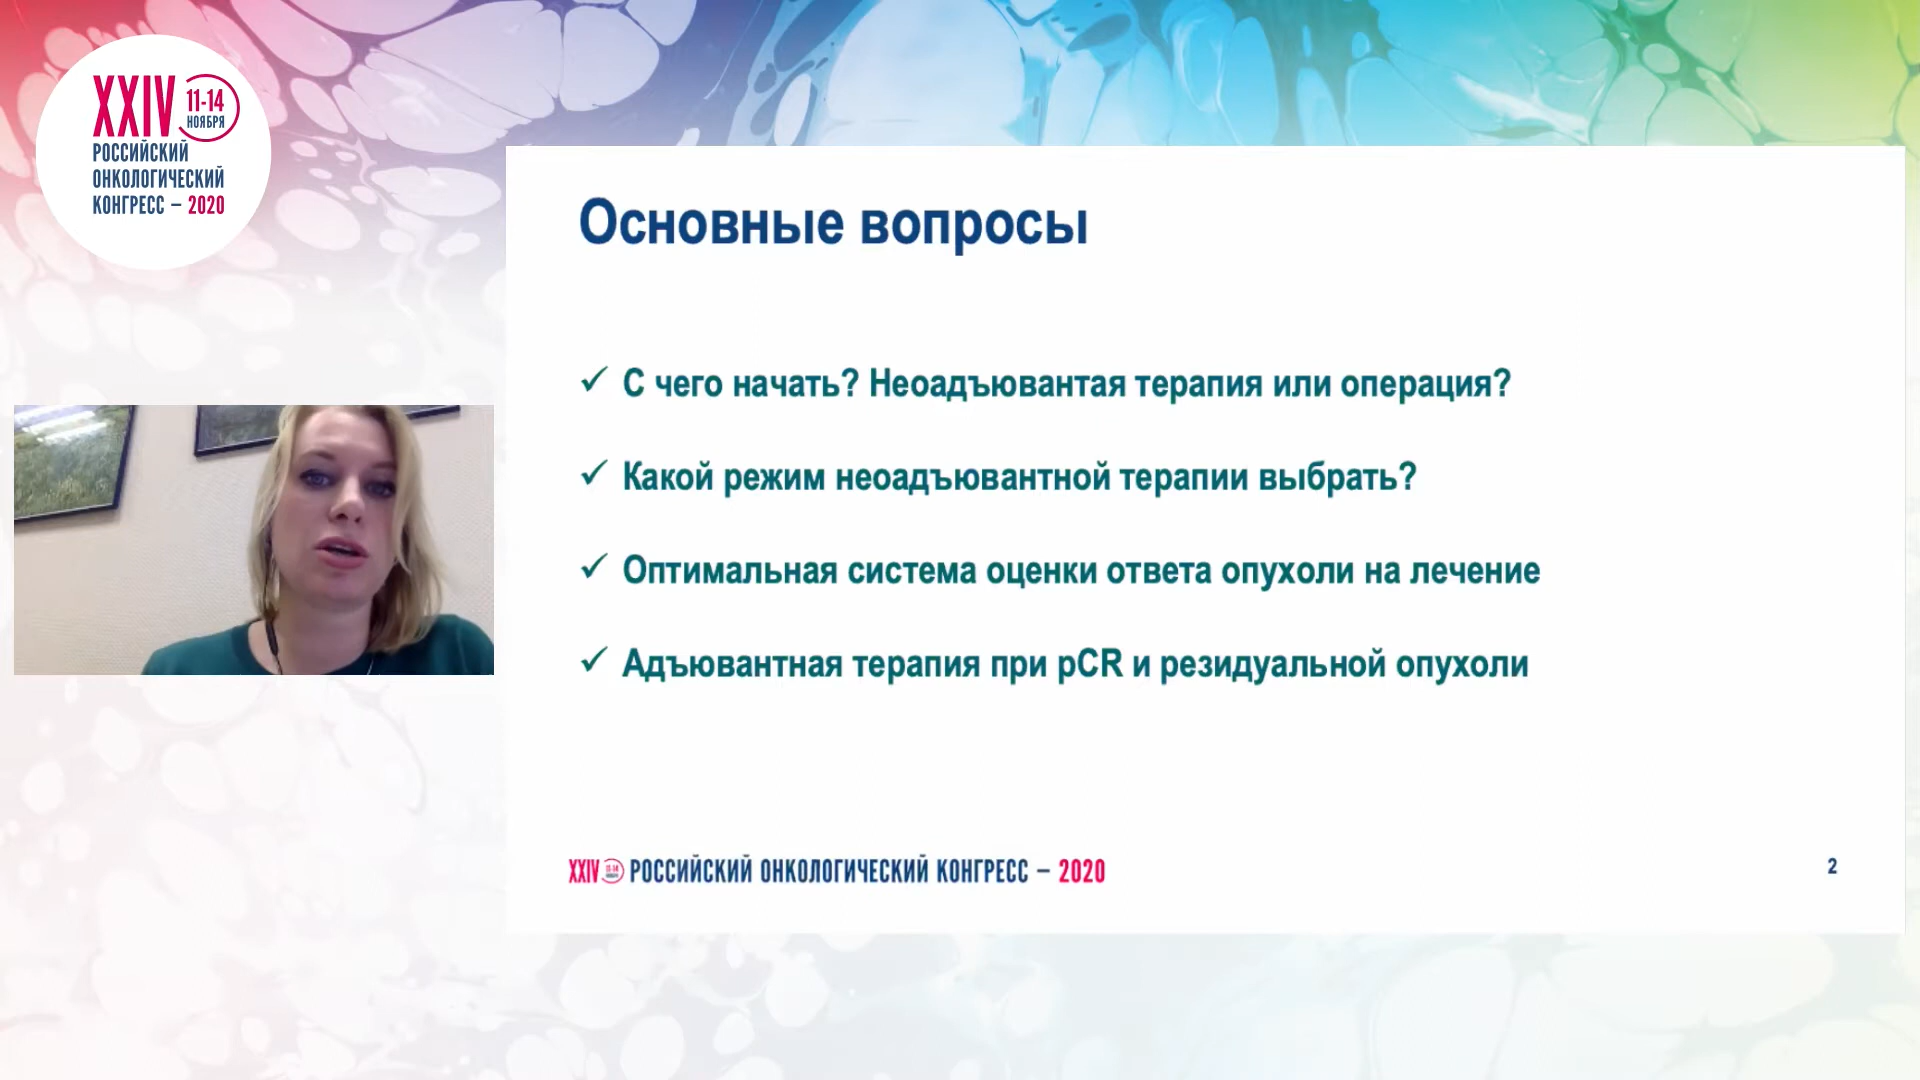 XXIV 11-14
НОЯБРЯ
РОССИЙСКИЙ
ОНКОЛОГИЧЕСКИЙ
КОНГРЕСС – 2020
Основные вопросы
✓ С чего начать? Неоадъювантая терапия или операция?
✓ Какой режим неоадъювантной терапии выбрать?
✓ Оптимальная система оценки ответа опухоли на лечение
✓ Адъювантная терапия при pCR и резидуальной опухоли
XXIV 11-14 РОССИЙСКИЙ ОНКОЛОГИЧЕСКИЙ КОНГРЕСС – 2020
2